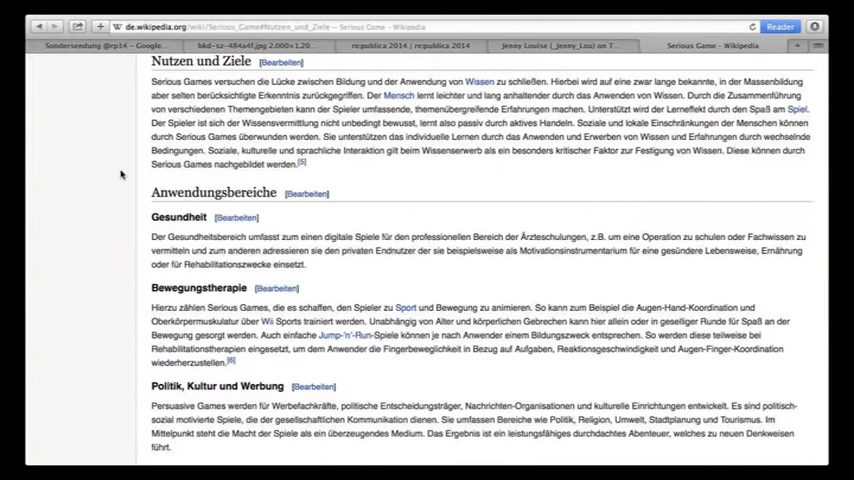 de.wikipedia.org/wiki/Serious_Game#Nutzen_und_Ziele — Serious Game – Wikipedia
Reader
Sondersendung @rp14 – Google...
bkd-sz-484a4f.jpg 2.000×1.20...
re:publica 2014 | re:publica 2014
Jenny Louise (_Jenny_Lou) on T...
Serious Game – Wikipedia
Nutzen und Ziele [Bearbeiten]
Serious Games versuchen die Lücke zwischen Bildung und der Anwendung von Wissen zu schließen. Hierbei wird auf eine zwar lange bekannte, in der Massenbildung
aber selten berücksichtigte Erkenntnis zurückgegriffen. Der Mensch lernt leichter und lang anhaltender durch das Anwenden von Wissen. Durch die Zusammenführung
von verschiedenen Themengebieten kann der Spieler umfassende, themenübergreifende Erfahrungen machen. Unterstützt wird der Lerneffekt durch den Spaß am Spiel.
Der Spieler ist sich der Wissensvermittlung nicht unbedingt bewusst, lernt also passiv durch aktives Handeln. Soziale und lokale Einschränkungen der Menschen können
durch Serious Games überwunden werden. Sie unterstützen das individuelle Lernen durch das Anwenden und Erwerben von Wissen und Erfahrungen durch wechselnde
Bedingungen. Soziale, kulturelle und sprachliche Interaktion gilt beim Wissenserwerb als ein besonders kritischer Faktor zur Festigung von Wissen. Diese können durch
Serious Games nachgebildet werden.[5]
Anwendungsbereiche [Bearbeiten]
Gesundheit [Bearbeiten]
Der Gesundheitsbereich umfasst zum einen digitale Spiele für den professionellen Bereich der Ärzteschulungen, z.B. um eine Operation zu schulen oder Fachwissen zu
vermitteln und zum anderen adressieren sie den privaten Endnutzer der sie beispielsweise als Motivationsinstrumentarium für eine gesündere Lebensweise, Ernährung
oder für Rehabilitationszwecke einsetzt.
Bewegungstherapie [Bearbeiten]
Hierzu zählen Serious Games, die es schaffen, den Spieler zu Sport und Bewegung zu animieren. So kann zum Beispiel die Augen-Hand-Koordination und
Oberkörpermuskulatur über Wii Sports trainiert werden. Unabhängig von Alter und körperlichen Gebrechen kann hier allein oder in geselliger Runde für Spaß an der
Bewegung gesorgt werden. Auch einfache Jump-'n'-Run-Spiele können je nach Anwender einem Bildungszweck entsprechen. So werden diese teilweise bei
Rehabilitationstherapien eingesetzt, um dem Anwender die Fingerbeweglichkeit in Bezug auf Aufgaben, Reaktionsgeschwindigkeit und Augen-Finger-Koordination
wiederherzustellen.[6]
Politik, Kultur und Werbung [Bearbeiten]
Persuasive Games werden für Werbefachkräfte, politische Entscheidungsträger, Nachrichten-Organisationen und kulturelle Einrichtungen entwickelt. Es sind politisch-
sozial motivierte Spiele, die der gesellschaftlichen Kommunikation dienen. Sie umfassen Bereiche wie Politik, Religion, Umwelt, Stadtplanung und Tourismus. Im
Mittelpunkt steht die Macht der Spiele als ein überzeugendes Medium. Das Ergebnis ist ein leistungsfähiges durchdachtes Abenteuer, welches zu neuen Denkweisen
führt.